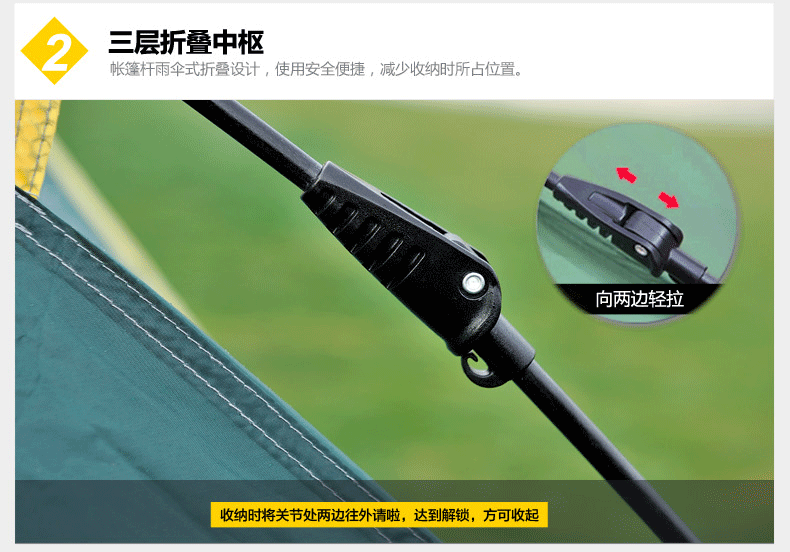 2
三层折叠中枢
帐篷杆雨伞式折叠设计，使用安全便捷，减少收纳时所占位置。
向两边轻拉
收纳时将关节处两边往外请啦，达到解锁，方可收起